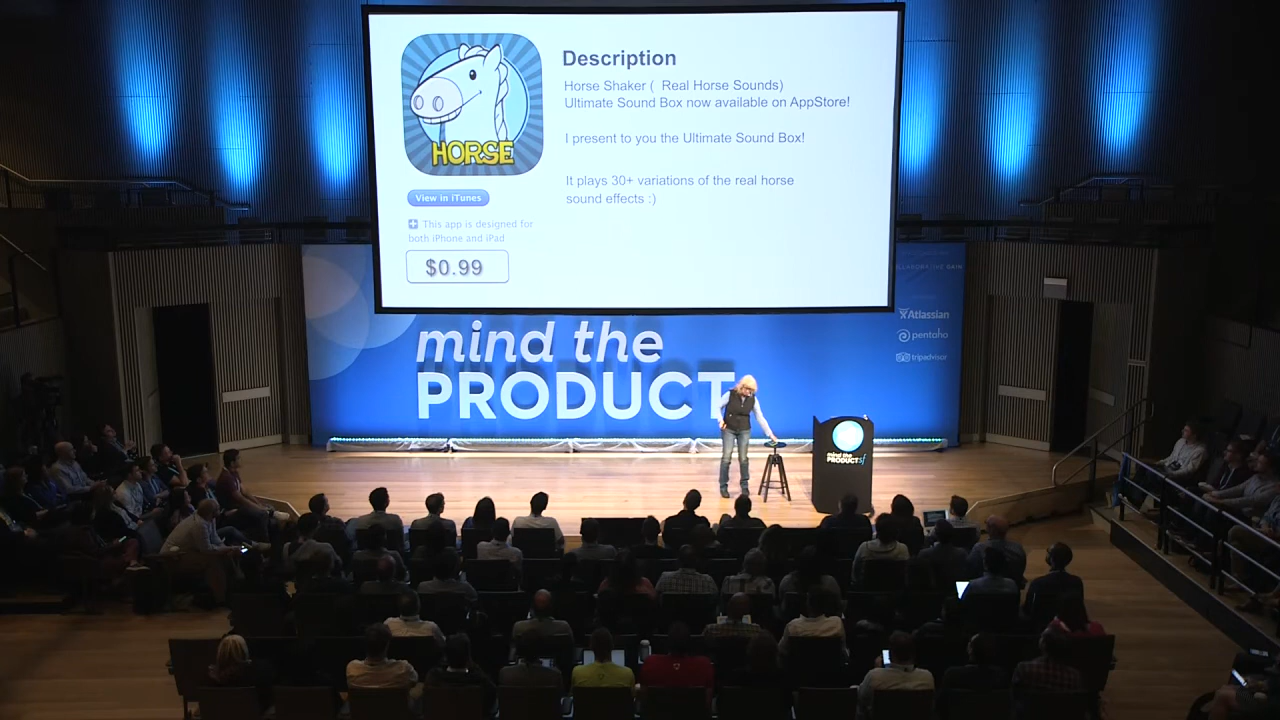 HORSE
View in iTunes
This app is designed for
both iPhone and iPad
$0.99
Description
Horse Shaker ( Real Horse Sounds)
Ultimate Sound Box now available on AppStore!
I present to you the Ultimate Sound Box!
It plays 30+ variations of the real horse
sound effects :)
mind the
PRODUCT
GAIN
Atlassian
pentaho
tripadvisor
mind the
PRODUCTsf